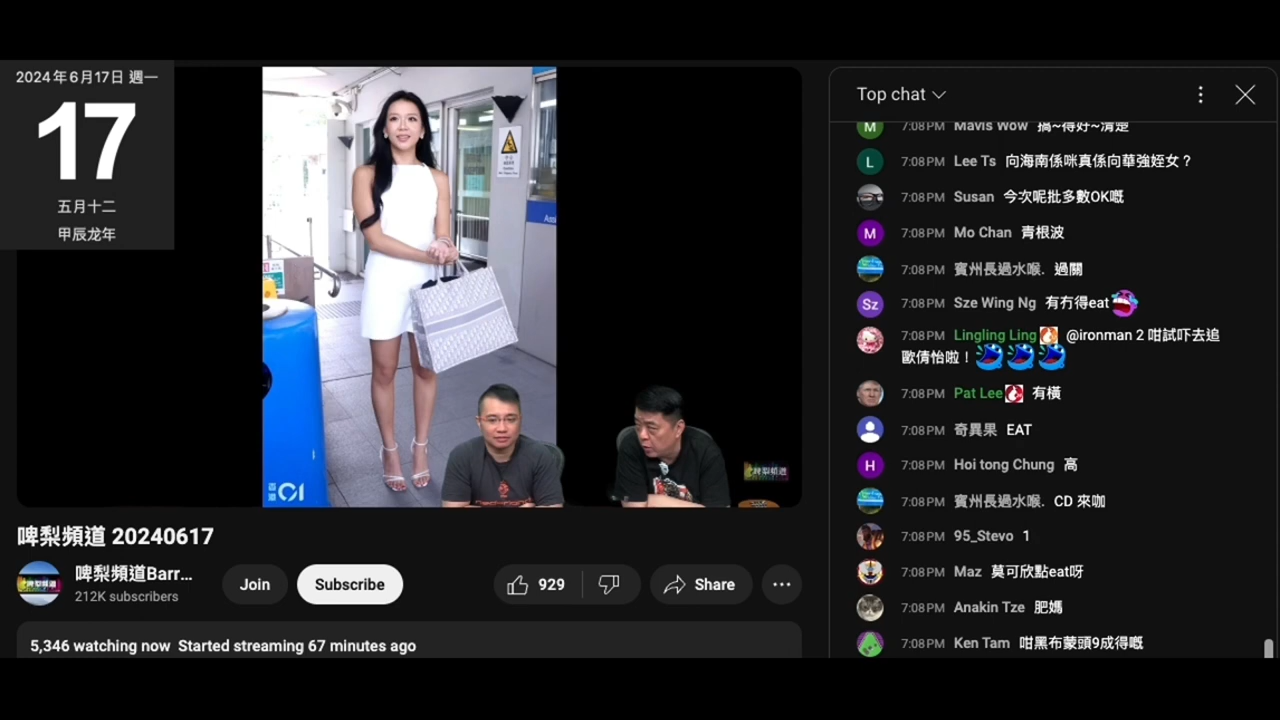 2024年6月17日 週一
17
五月十二
甲辰龙年
01
啤梨頻道
啤梨頻道 20240617
啤梨頻道Barr...
212K subscribers
Join
Subscribe
929
Share
5,346 watching now Started streaming 67 minutes ago
Top chat
7:08PM Mavis Wow 搞~得好~清楚
7:08PM Lee Ts 向海南係咪真係向華強姪女？
7:08PM Susan 今次呢批多數OK嘅
7:08PM Mo Chan 青根波
7:08PM 賓州長過水喉. 過關
7:08PM Sze Wing Ng 有冇得eat
7:08PM Lingling Ling @ironman 2 咁試吓去追
歐倩怡啦！
7:08PM Pat Lee 有橫
7:08PM 奇異果 EAT
7:08PM Hoi tong Chung 高
7:08PM 賓州長過水喉. CD 來咖
7:08PM 95_Stevo 1
7:08PM Maz 莫可欣點eat呀
7:08PM Anakin Tze 肥媽
7:08PM Ken Tam 咁黑布蒙頭9成得嘅